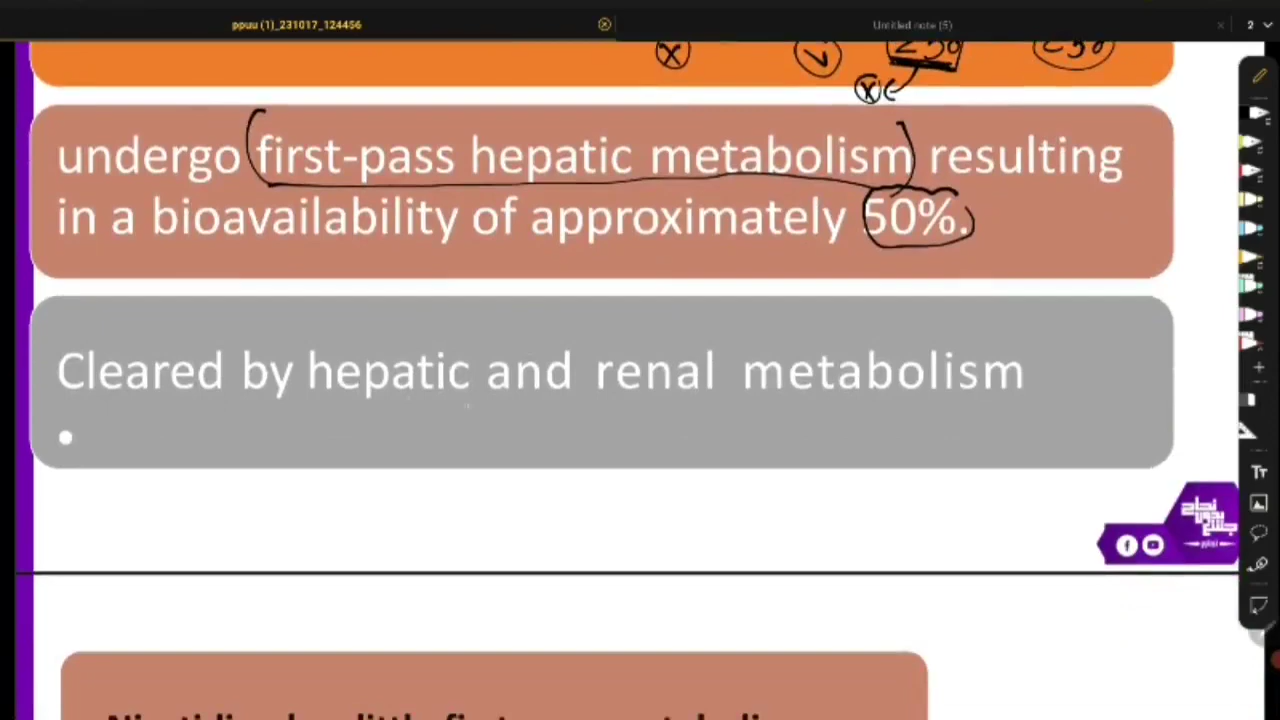 ppuu (1)_231017_124456
Untitled note (5)
2
undergo first-pass hepatic metabolism resulting
in a bioavailability of approximately 50%.
Cleared by hepatic and renal metabolism
•
Tт